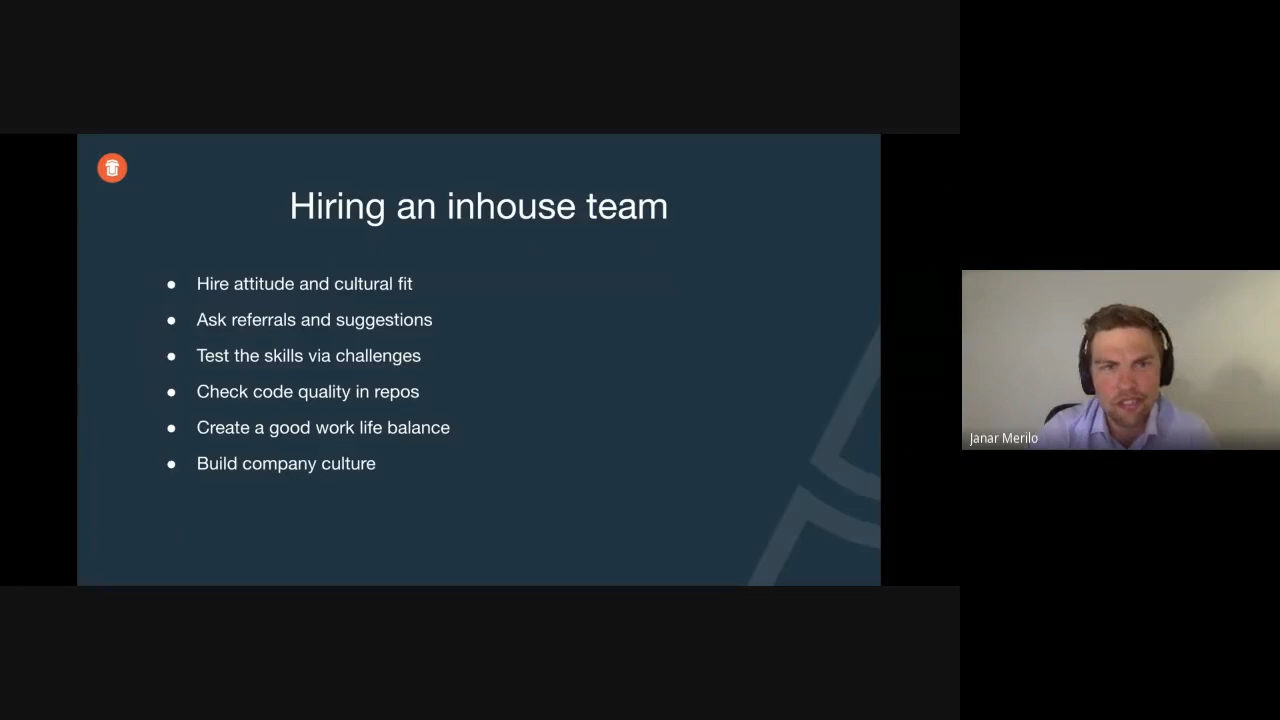 Hiring an inhouse team
● Hire attitude and cultural fit
● Ask referrals and suggestions
● Test the skills via challenges
● Check code quality in repos
● Create a good work life balance
● Build company culture
Janar Merilo